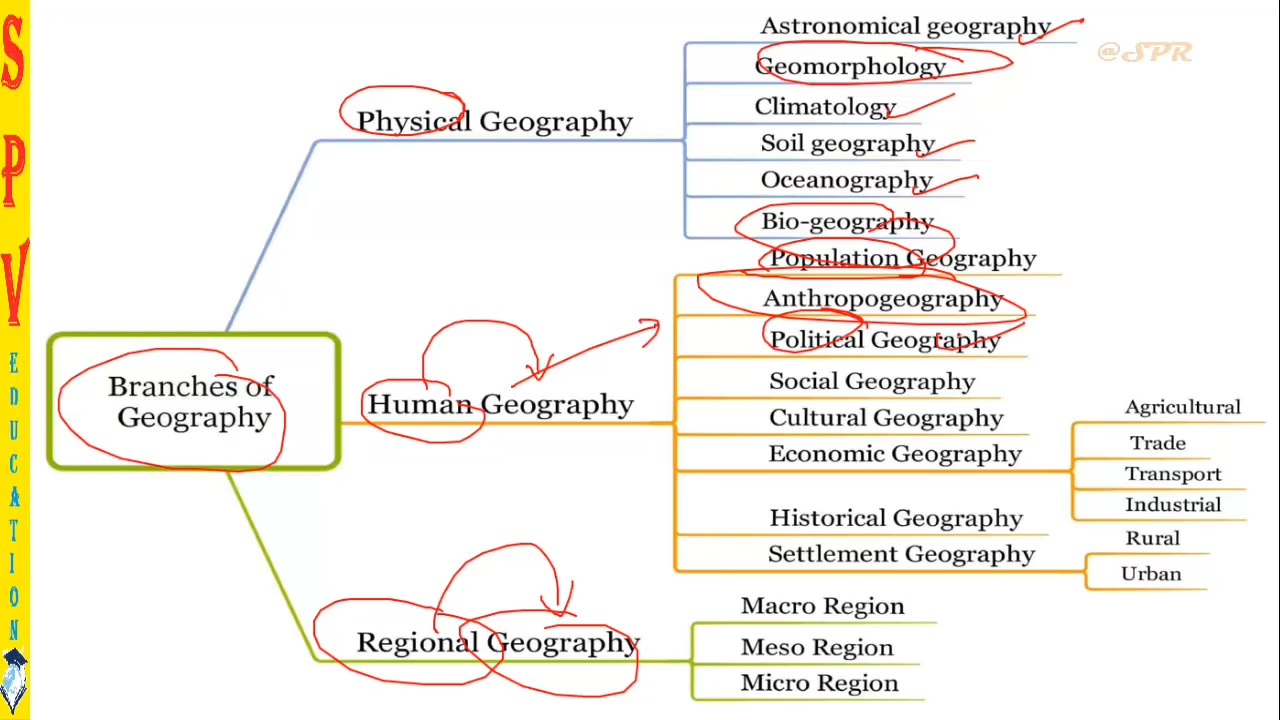 SPV
EDUCATION
@SPR
Branches of
Geography
Physical Geography
Astronomical geography
Geomorphology
Climatology
Soil geography
Oceanography
Bio-geography
Human Geography
Population Geography
Anthropogeography
Political Geography
Social Geography
Cultural Geography
Economic Geography
Agricultural
Trade
Transport
Industrial
Historical Geography
Settlement Geography
Rural
Urban
Regional Geography
Macro Region
Meso Region
Micro Region